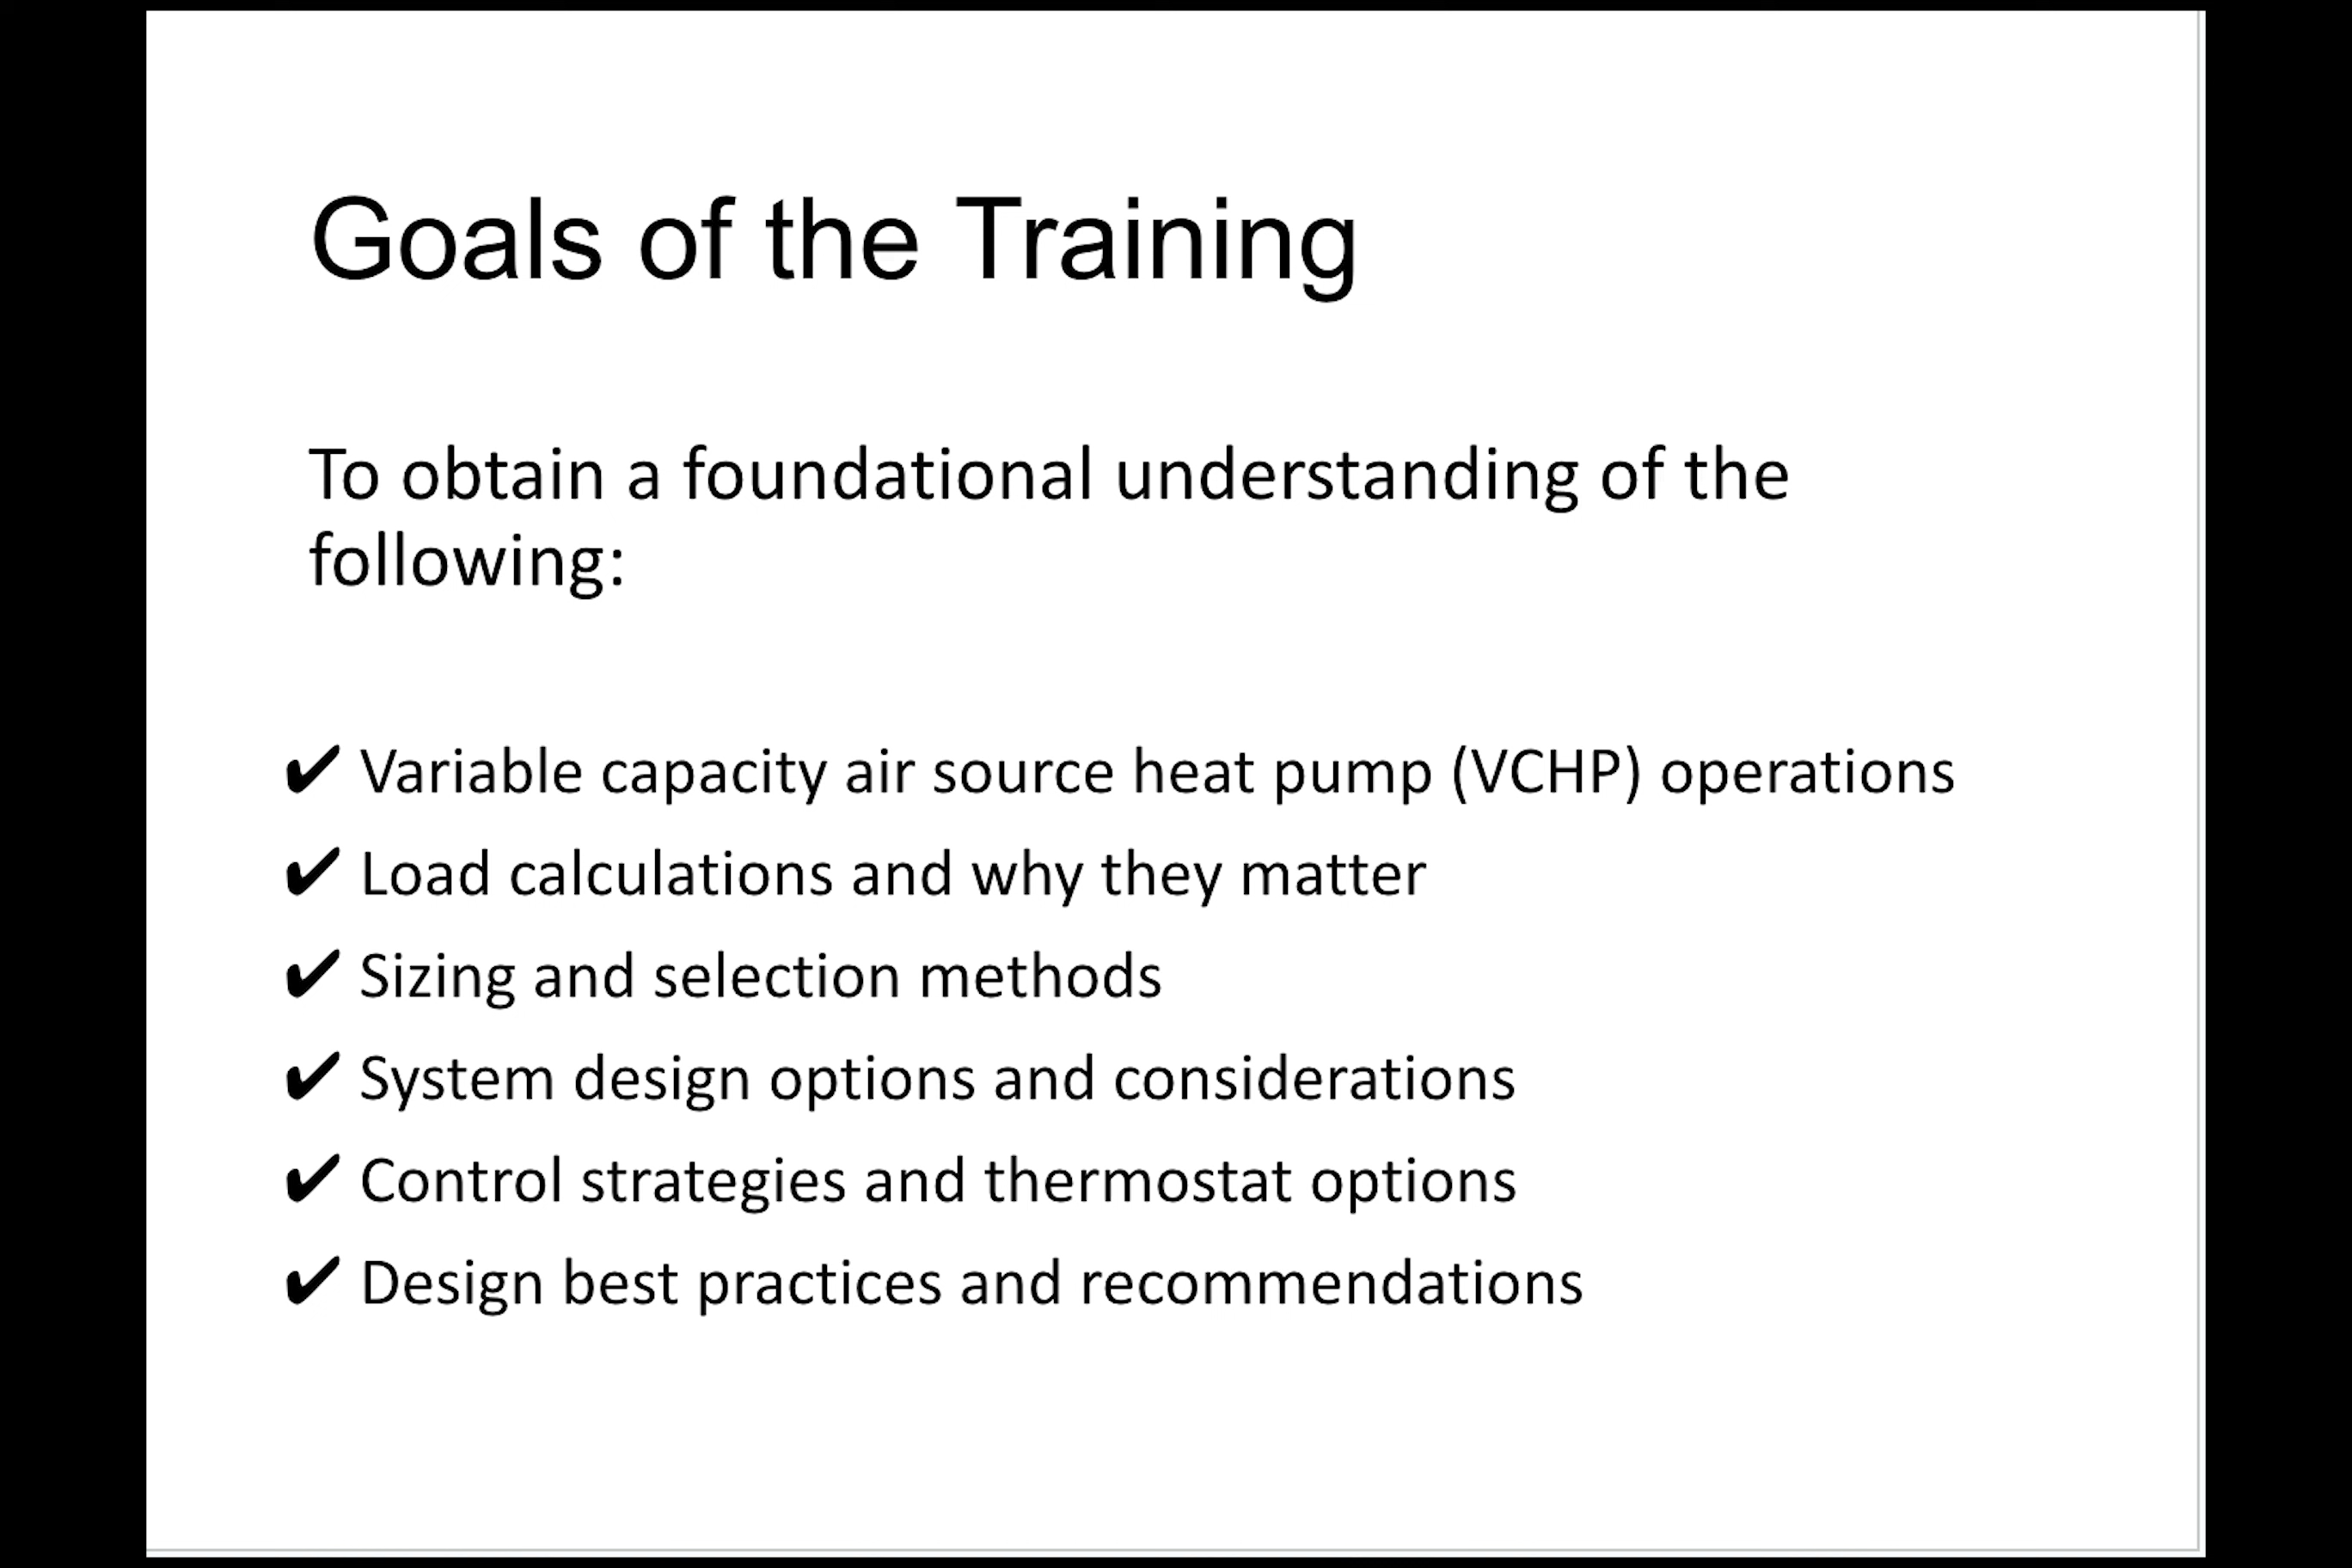 Goals of the Training
To obtain a foundational understanding of the
following:
✔ Variable capacity air source heat pump (VCHP) operations
✔ Load calculations and why they matter
✔ Sizing and selection methods
✔ System design options and considerations
✔ Control strategies and thermostat options
✔ Design best practices and recommendations